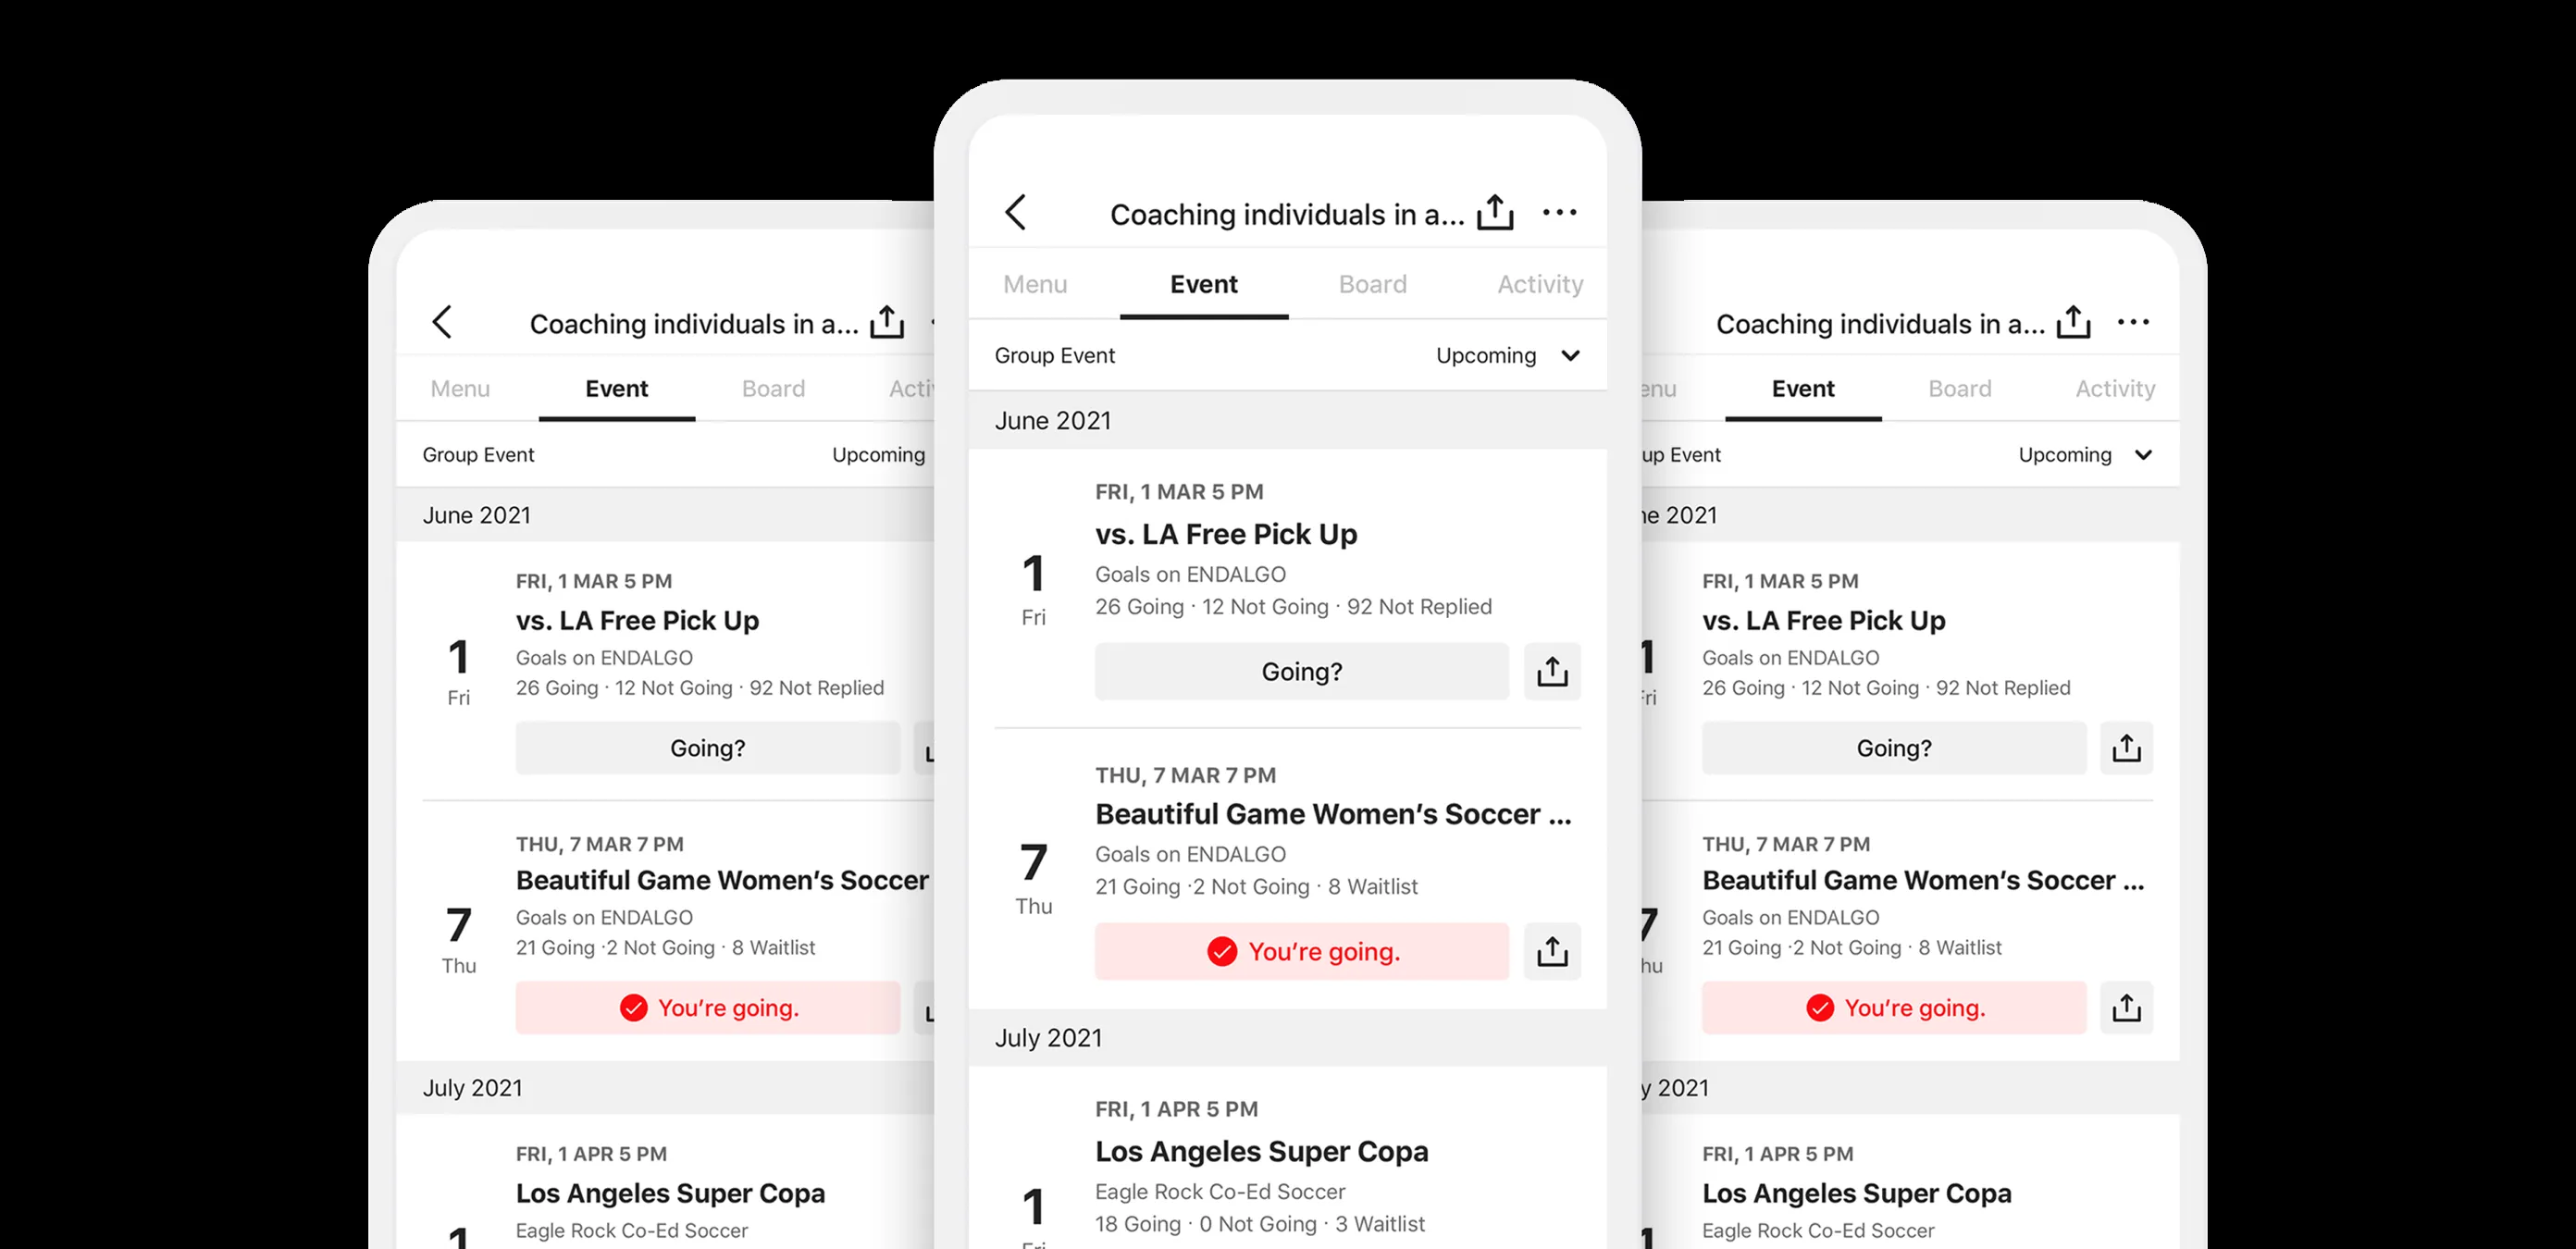 Coaching individuals in a...
Menu Event Board
Group Event Upcoming
June 2021
FRI, 1 MAR 5 PM
vs. LA Free Pick Up
1
Fri
Goals on ENDALGO
26 Going · 12 Not Going · 92 Not Replied
Going?
THU, 7 MAR 7 PM
Beautiful Game Women’s Soccer
7
Thu
Goals on ENDALGO
21 Going ·2 Not Going · 8 Waitlist
You’re going.
July 2021
FRI, 1 APR 5 PM
Los Angeles Super Copa
1
Eagle Rock Co-Ed Soccer
Coaching individuals in a...
Menu Event Board Activity
Group Event Upcoming
June 2021
FRI, 1 MAR 5 PM
vs. LA Free Pick Up
1
Fri
Goals on ENDALGO
26 Going · 12 Not Going · 92 Not Replied
Going?
THU, 7 MAR 7 PM
Beautiful Game Women’s Soccer ...
7
Thu
Goals on ENDALGO
21 Going ·2 Not Going · 8 Waitlist
You’re going.
July 2021
FRI, 1 APR 5 PM
Los Angeles Super Copa
1
Fri
Eagle Rock Co-Ed Soccer
18 Going · 0 Not Going · 3 Waitlist
Coaching individuals in a...
Event Board Activity
Event Upcoming
2021
FRI, 1 MAR 5 PM
vs. LA Free Pick Up
1
Goals on ENDALGO
26 Going · 12 Not Going · 92 Not Replied
Going?
THU, 7 MAR 7 PM
Beautiful Game Women’s Soccer ...
7
Goals on ENDALGO
21 Going ·2 Not Going · 8 Waitlist
You’re going.
2021
FRI, 1 APR 5 PM
Los Angeles Super Copa
1
Eagle Rock Co-Ed Soccer